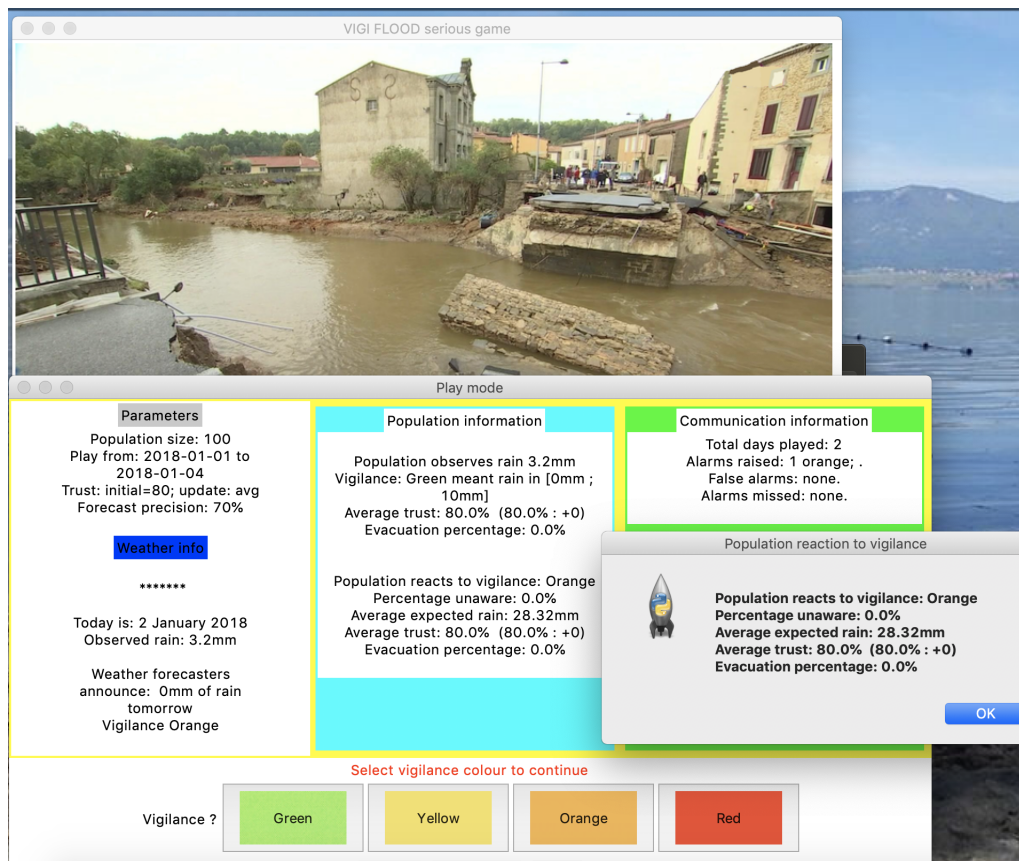 VIGI FLOOD serious game
Play mode
Parameters
Population size: 100
Play from: 2018-01-01 to
2018-01-04
Trust: initial=80; update: avg
Forecast precision: 70%
Weather info
*******
Today is: 2 January 2018
Observed rain: 3.2mm
Weather forecasters
announce:  0mm of rain
tomorrow
Vigilance Orange
Population information
Population observes rain 3.2mm
Vigilance: Green meant rain in [0mm ;
10mm]
Average trust: 80.0%  (80.0% : +0)
Evacuation percentage: 0.0%
Population reacts to vigilance: Orange
Percentage unaware: 0.0%
Average expected rain: 28.32mm
Average trust: 80.0%  (80.0% : +0)
Evacuation percentage: 0.0%
Communication information
Total days played: 2
Alarms raised: 1 orange; .
False alarms: none.
Alarms missed: none.
Population reaction to vigilance
Population reacts to vigilance: Orange
Percentage unaware: 0.0%
Average expected rain: 28.32mm
Average trust: 80.0%  (80.0% : +0)
Evacuation percentage: 0.0%
OK
Select vigilance colour to continue
Vigilance ?
Green
Yellow
Orange
Red